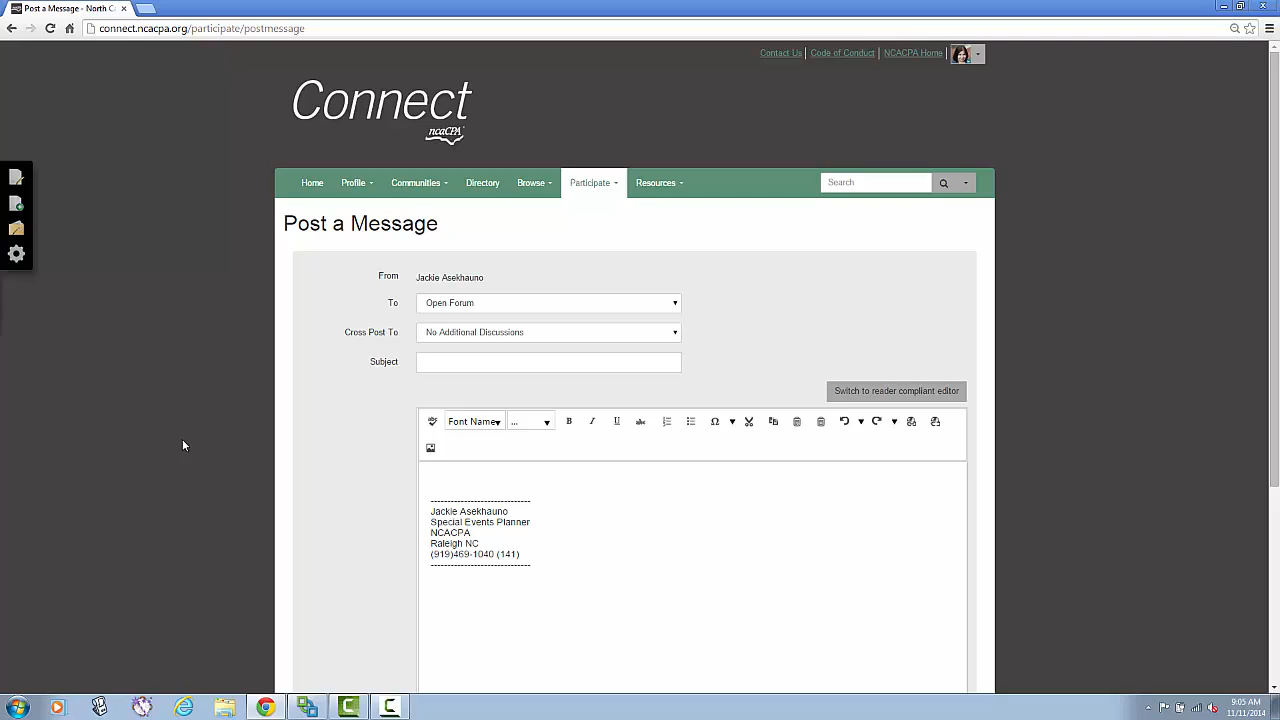 Post a Message - North C
connect.ncacpa.org/participate/postmessage
Contact Us | Code of Conduct | NCACPA Home |
Connect
ncaCPA
Home Profile Communities Directory Browse Participate Resources Search
Post a Message
From Jackie Asekhauno
To Open Forum
Cross Post To No Additional Discussions
Subject
Switch to reader compliant editor
Font Name ... B I U abc Ω
------------------------------
Jackie Asekhauno
Special Events Planner
NCACPA
Raleigh NC
(919)469-1040 (141)
------------------------------
9:05 AM
11/11/2014